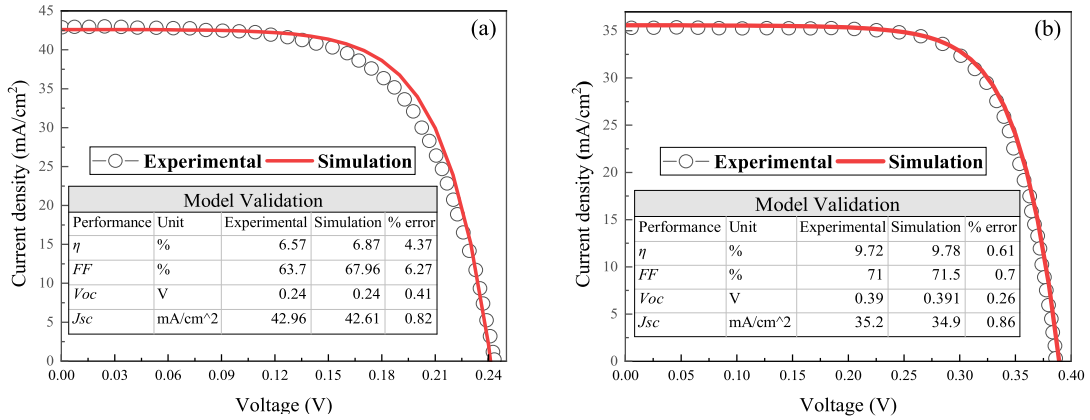 (a)
45
40
35
30
25
20
15
10
5
0
Current density (mA/cm²)
Experimental Simulation
Model Validation
Performance Unit Experimental Simulation % error
η % 6.57 6.87 4.37
FF % 63.7 67.96 6.27
Voc V 0.24 0.24 0.41
Jsc mA/cm^2 42.96 42.61 0.82
0.00 0.03 0.06 0.09 0.12 0.15 0.18 0.21 0.24
Voltage (V)
(b)
35
30
25
20
15
10
5
0
Current density (mA/cm²)
Experimental Simulation
Model Validation
Performance Unit Experimental Simulation % error
η % 9.72 9.78 0.61
FF % 71 71.5 0.7
Voc V 0.39 0.391 0.26
Jsc mA/cm^2 35.2 34.9 0.86
0.00 0.05 0.10 0.15 0.20 0.25 0.30 0.35 0.40
Voltage (V)